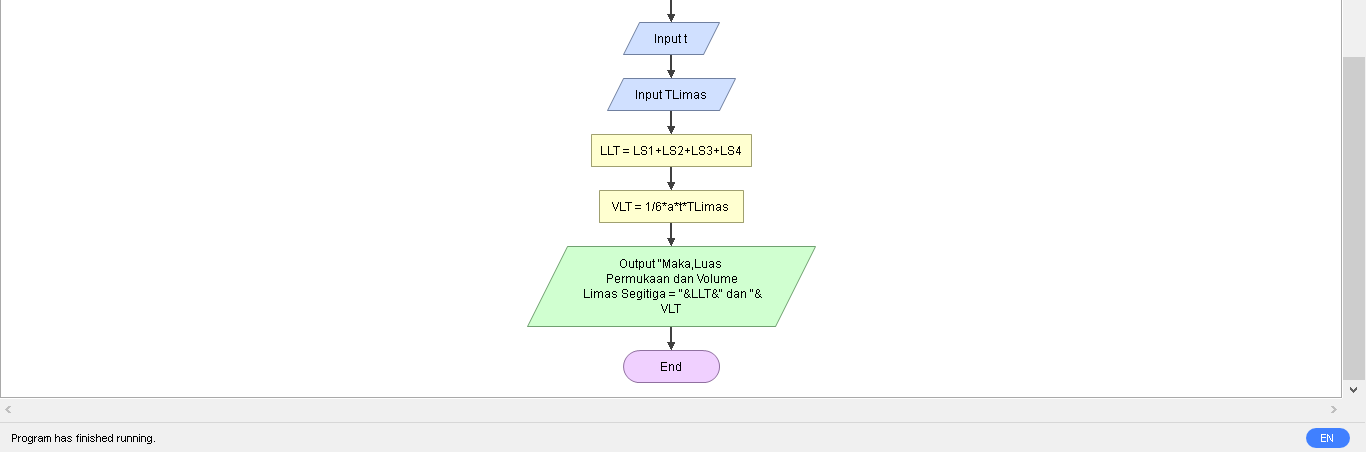 Input t
Input TLimas
LLT = LS1+LS2+LS3+LS4
VLT = 1/6*a*t*TLimas
Output "Maka,Luas
Permukaan dan Volume
Limas Segitiga = "&LLT&" dan "&
VLT
End
Program has finished running.
EN